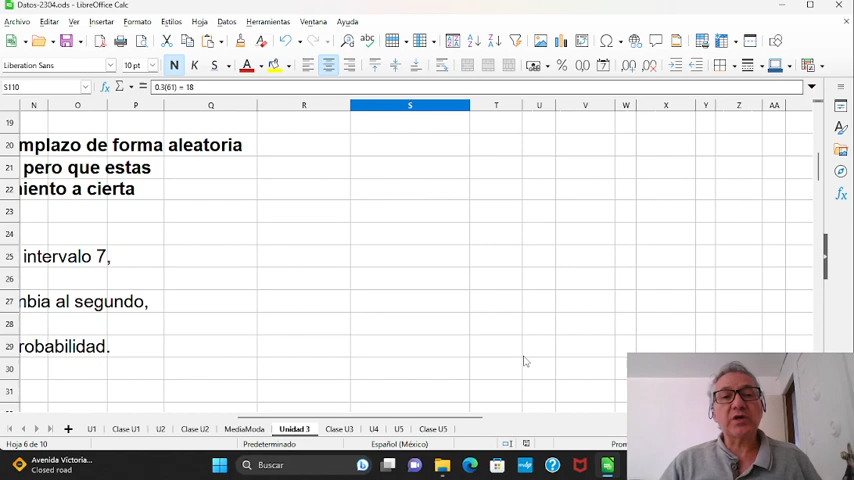 Datos-2304.ods - LibreOffice Calc
Archivo Editar Ver Insertar Formato Estilos Hoja Datos Herramientas Ventana Ayuda
Liberation Sans 10 pt N K S A
S110 fx Σ = 0.3(61) = 18
N O P Q R S T U V W X Y Z AA
19
20 mplazo de forma aleatoria
21 pero que estas
22 niento a cierta
23
24
25 intervalo 7,
26
27 nbia al segundo,
28
29 robabilidad.
30
31
U1 Clase U1 U2 Clase U2 MediaModa Unidad 3 Clase U3 U4 U5 Clase U5
Hoja 6 de 10 Predeterminado Español (México) Prom
Avenida Victoria...
Closed road
Buscar